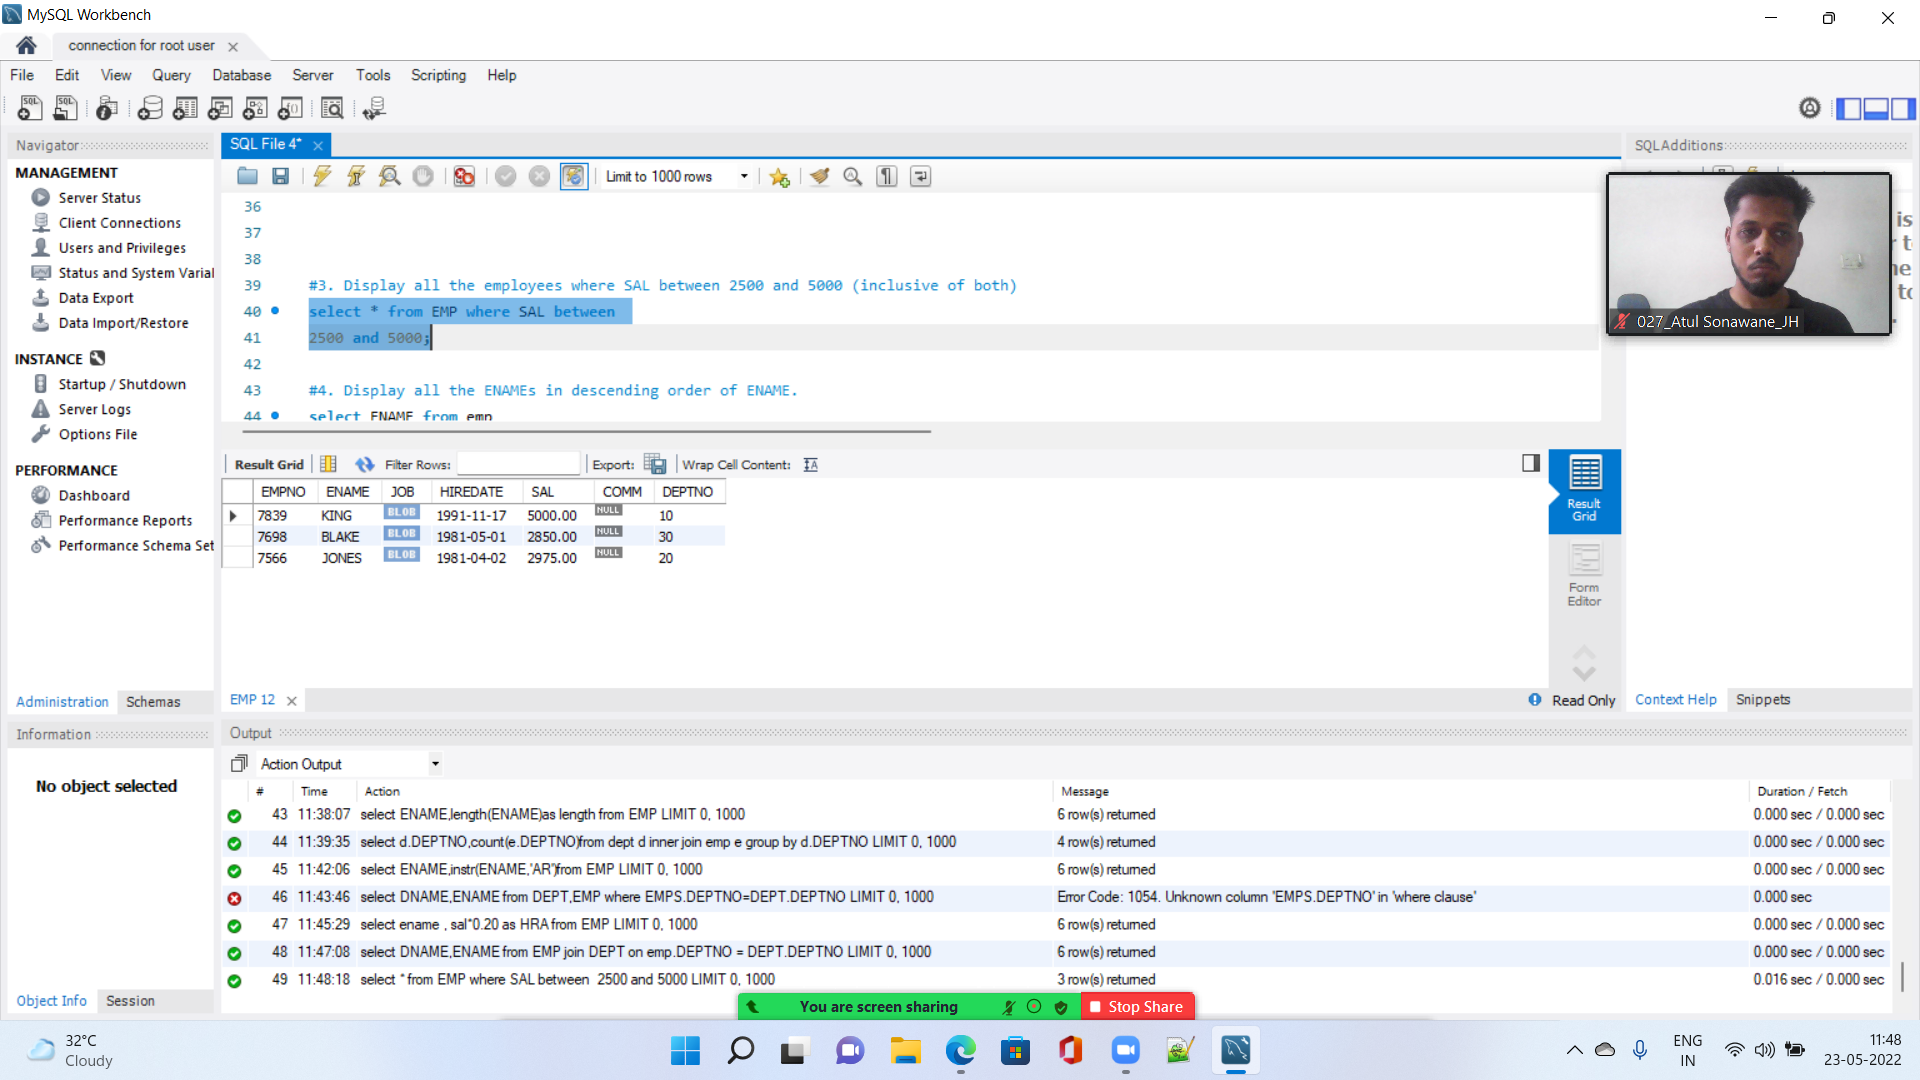 MySQL Workbench
connection for root user
File Edit View Query Database Server Tools Scripting Help
Navigator
MANAGEMENT
Server Status
Client Connections
Users and Privileges
Status and System Varial
Data Export
Data Import/Restore
INSTANCE
Startup / Shutdown
Server Logs
Options File
PERFORMANCE
Dashboard
Performance Reports
Performance Schema Set
Administration Schemas
Information
No object selected
Object Info Session
SQL File 4*
Limit to 1000 rows
36
37
38
39 #3. Display all the employees where SAL between 2500 and 5000 (inclusive of both)
40 select * from EMP where SAL between
41 2500 and 5000;
42
43 #4. Display all the ENAMEs in descending order of ENAME.
44 select ENAME from emp
Result Grid Filter Rows: Export: Wrap Cell Content:
EMPNO ENAME JOB HIREDATE SAL COMM DEPTNO
7839 KING BLOB 1991-11-17 5000.00 NULL 10
7698 BLAKE BLOB 1981-05-01 2850.00 NULL 30
7566 JONES BLOB 1981-04-02 2975.00 NULL 20
Result
Grid
Form
Editor
EMP 12
Read Only
SQLAdditions
027_Atul Sonawane_JH
Context Help Snippets
Output
Action Output
# Time Action Message Duration / Fetch
43 11:38:07 select ENAME,length(ENAME)as length from EMP LIMIT 0, 1000 6 row(s) returned 0.000 sec / 0.000 sec
44 11:39:35 select d.DEPTNO,count(e.DEPTNO)from dept d inner join emp e group by d.DEPTNO LIMIT 0, 1000 4 row(s) returned 0.000 sec / 0.000 sec
45 11:42:06 select ENAME,instr(ENAME,'AR')from EMP LIMIT 0, 1000 6 row(s) returned 0.000 sec / 0.000 sec
46 11:43:46 select DNAME,ENAME from DEPT,EMP where EMPS.DEPTNO=DEPT.DEPTNO LIMIT 0, 1000 Error Code: 1054. Unknown column 'EMPS.DEPTNO' in 'where clause' 0.000 sec
47 11:45:29 select ename , sal*0.20 as HRA from EMP LIMIT 0, 1000 6 row(s) returned 0.000 sec / 0.000 sec
48 11:47:08 select DNAME,ENAME from EMP join DEPT on emp.DEPTNO = DEPT.DEPTNO LIMIT 0, 1000 6 row(s) returned 0.000 sec / 0.000 sec
49 11:48:18 select * from EMP where SAL between 2500 and 5000 LIMIT 0, 1000 3 row(s) returned 0.016 sec / 0.000 sec
You are screen sharing Stop Share
32°C
Cloudy
ENG
IN
11:48
23-05-2022